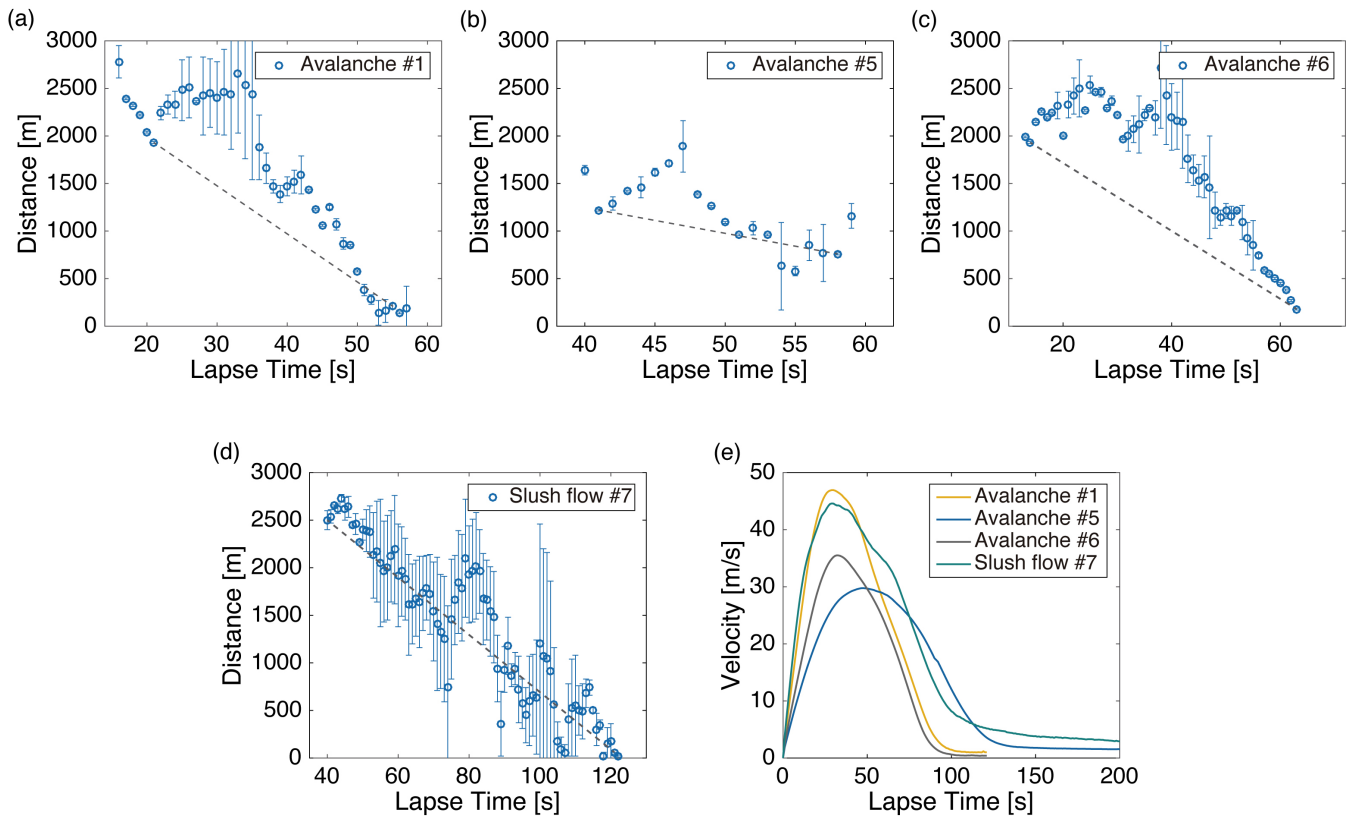 (a)
3000
2500
2000
1500
1000
500
0
Distance [m]
Avalanche #1
20 30 40 50 60
Lapse Time [s]
(b)
3000
2500
2000
1500
1000
500
0
Distance [m]
Avalanche #5
40 45 50 55 60
Lapse Time [s]
(c)
3000
2500
2000
1500
1000
500
0
Distance [m]
Avalanche #6
20 40 60
Lapse Time [s]
(d)
3000
2500
2000
1500
1000
500
0
Distance [m]
Slush flow #7
40 60 80 100 120
Lapse Time [s]
(e)
50
40
30
20
10
0
Velocity [m/s]
Avalanche #1
Avalanche #5
Avalanche #6
Slush flow #7
0 50 100 150 200
Lapse Time [s]